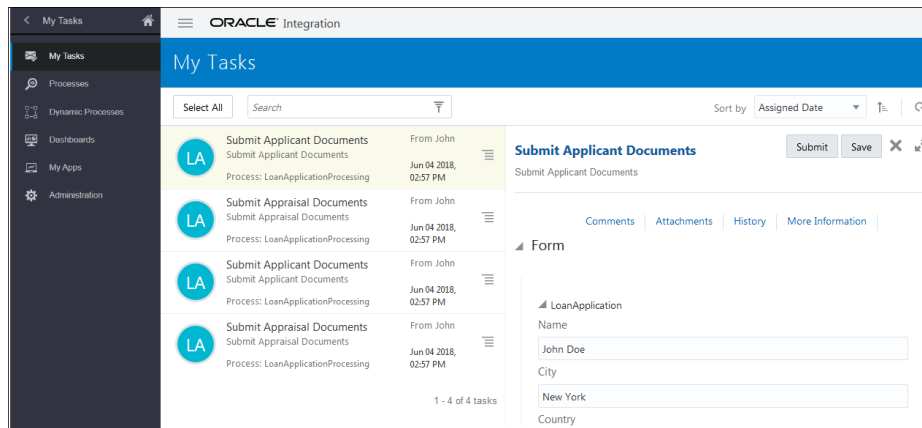 My Tasks
My Tasks
Processes
Dynamic Processes
Dashboards
My Apps
Administration
ORACLE® Integration
My Tasks
Select All
Search
Sort by
Assigned Date
Submit Applicant Documents
Submit Applicant Documents
Process: LoanApplicationProcessing
From John
Jun 04 2018,
02:57 PM
LA
Submit Appraisal Documents
Submit Appraisal Documents
Process: LoanApplicationProcessing
From John
Jun 04 2018,
02:57 PM
LA
Submit Applicant Documents
Submit Applicant Documents
Process: LoanApplicationProcessing
From John
Jun 04 2018,
02:57 PM
LA
Submit Appraisal Documents
Submit Appraisal Documents
Process: LoanApplicationProcessing
From John
Jun 04 2018,
02:57 PM
LA
1 - 4 of 4 tasks
Submit Applicant Documents
Submit Applicant Documents
Submit
Save
Comments
Attachments
History
More Information
Form
LoanApplication
Name
John Doe
City
New York
Country